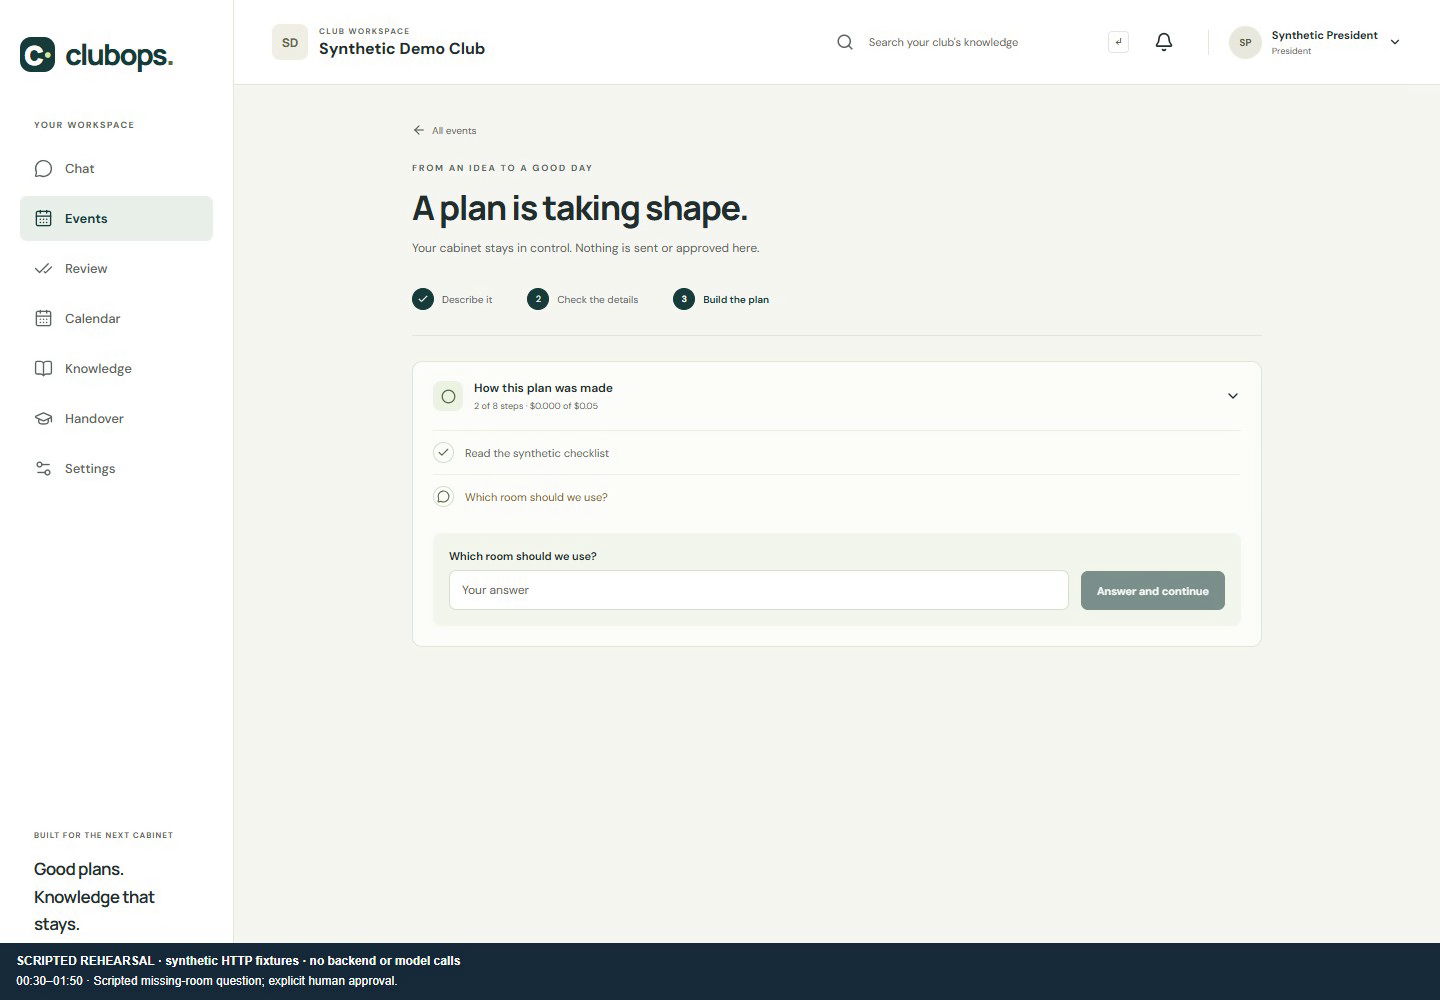 clubops.
YOUR WORKSPACE
Chat
Events
Review
Calendar
Knowledge
Handover
Settings
BUILT FOR THE NEXT CABINET
Good plans.
Knowledge that
stays.
SD
CLUB WORKSPACE
Synthetic Demo Club
Search your club's knowledge
SP
Synthetic President
President
All events
FROM AN IDEA TO A GOOD DAY
A plan is taking shape.
Your cabinet stays in control. Nothing is sent or approved here.
Describe it
2 Check the details
3 Build the plan
How this plan was made
2 of 8 steps · $0.000 of $0.05
Read the synthetic checklist
Which room should we use?
Which room should we use?
Your answer
Answer and continue
SCRIPTED REHEARSAL · synthetic HTTP fixtures · no backend or model calls
00:30–01:50 · Scripted missing-room question; explicit human approval.